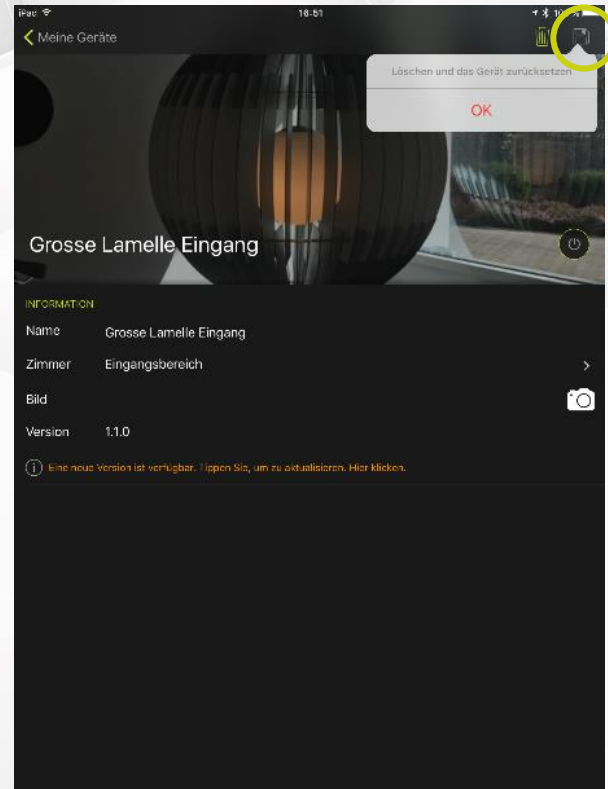 iPad 16:51
Meine Geräte
Löschen und das Gerät zurücksetzen
OK
Grosse Lamelle Eingang
INFORMATION
Name Grosse Lamelle Eingang
Zimmer Eingangsbereich
Bild
Version 1.1.0
Eine neue Version ist verfügbar. Tippen Sie, um zu aktualisieren. Hier klicken.